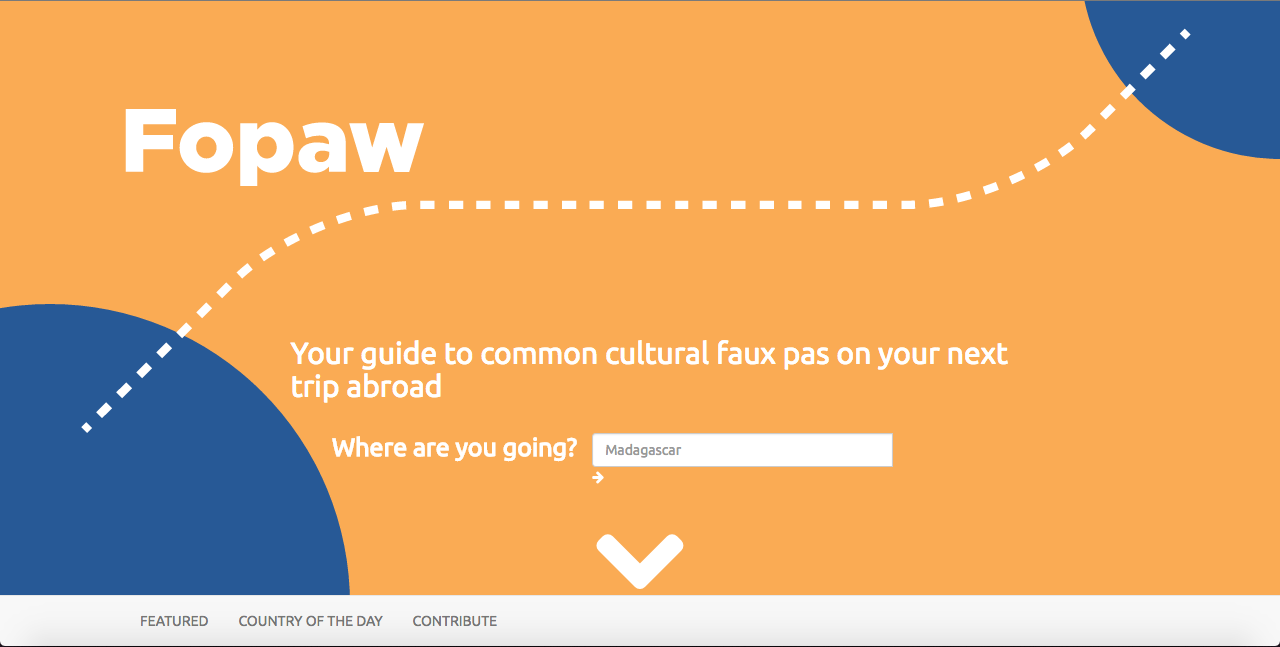 Fopaw
Your guide to common cultural faux pas on your next
trip abroad
Where are you going? Madagascar
FEATURED COUNTRY OF THE DAY CONTRIBUTE